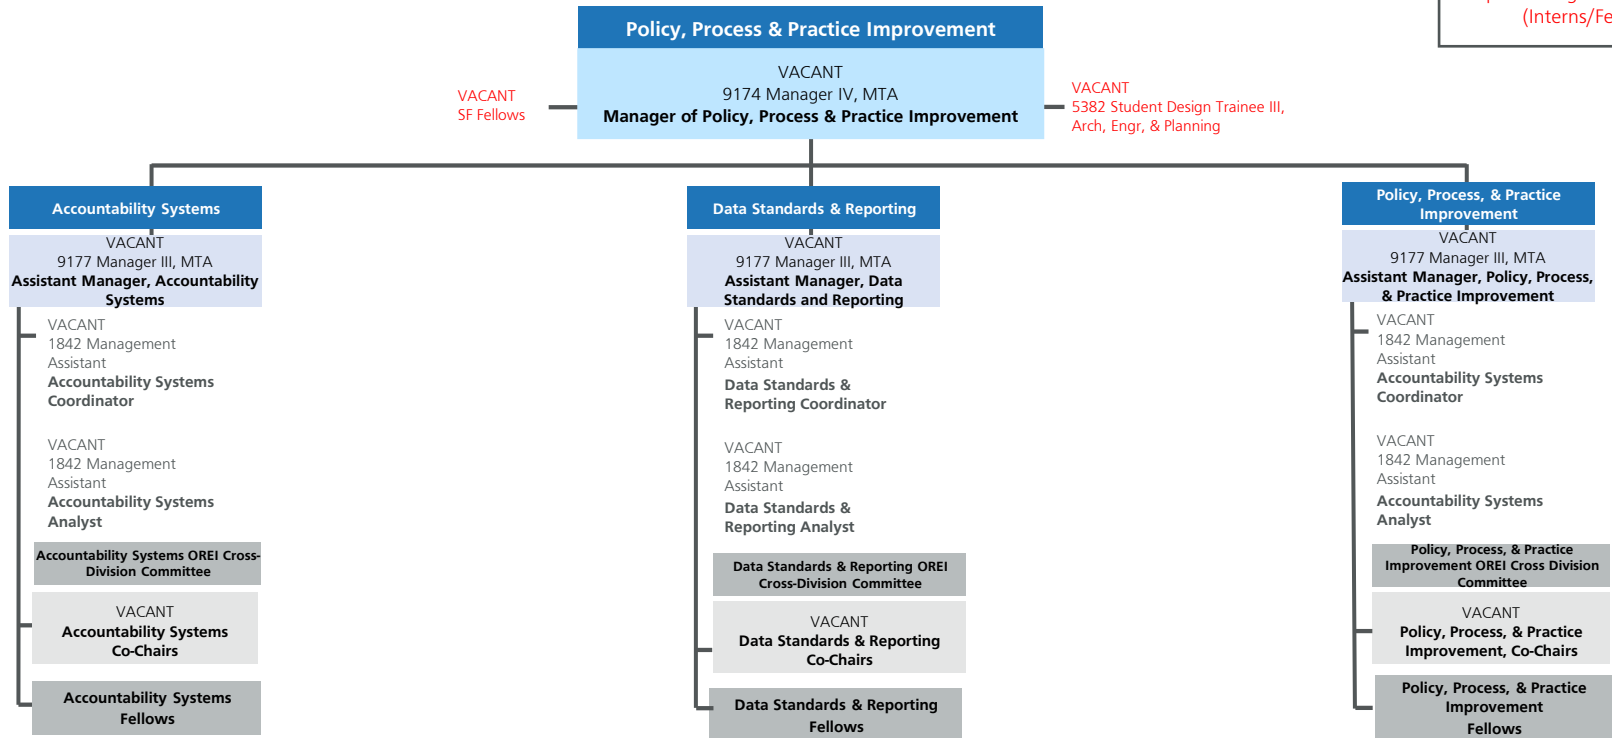 (Interns/Fe
Policy, Process & Practice Improvement
VACANT
9174 Manager IV, MTA
Manager of Policy, Process & Practice Improvement
VACANT
SF Fellows
VACANT
5382 Student Design Trainee III,
Arch, Engr, & Planning
Accountability Systems
VACANT
9177 Manager III, MTA
Assistant Manager, Accountability
Systems
VACANT
1842 Management
Assistant
Accountability Systems
Coordinator
VACANT
1842 Management
Assistant
Accountability Systems
Analyst
Accountability Systems OREI Cross-
Division Committee
VACANT
Accountability Systems
Co-Chairs
Accountability Systems
Fellows
Data Standards & Reporting
VACANT
9177 Manager III, MTA
Assistant Manager, Data
Standards and Reporting
VACANT
1842 Management
Assistant
Data Standards &
Reporting Coordinator
VACANT
1842 Management
Assistant
Data Standards &
Reporting Analyst
Data Standards & Reporting OREI
Cross-Division Committee
VACANT
Data Standards & Reporting
Co-Chairs
Data Standards & Reporting
Fellows
Policy, Process, & Practice
Improvement
VACANT
9177 Manager III, MTA
Assistant Manager, Policy, Process,
& Practice Improvement
VACANT
1842 Management
Assistant
Accountability Systems
Coordinator
VACANT
1842 Management
Assistant
Accountability Systems
Analyst
Policy, Process, & Practice
Improvement OREI Cross Division
Committee
VACANT
Policy, Process, & Practice
Improvement, Co-Chairs
Policy, Process, & Practice
Improvement
Fellows